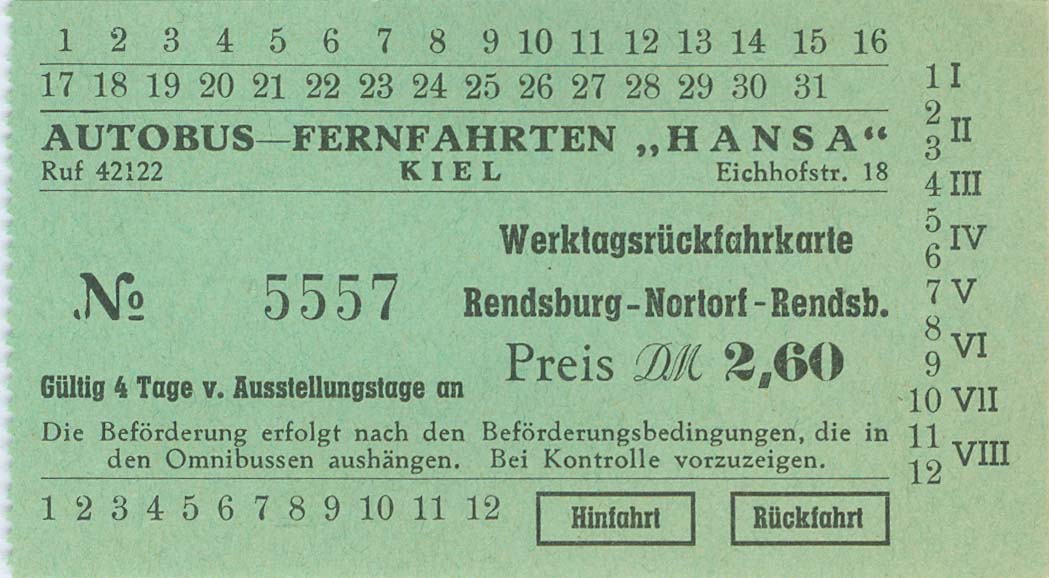 1 2 3 4 5 6 7 8 9 10 11 12 13 14 15 16
17 18 19 20 21 22 23 24 25 26 27 28 29 30 31
AUTOBUS—FERNFAHRTEN „HANSA“
Ruf 42122 KIEL Eichhofstr. 18
Werktagsrückfahrkarte
№ 5557
Rendsburg-Nortorf-Rendsb.
Preis DM 2,60
Gültig 4 Tage v. Ausstellungstage an
Die Beförderung erfolgt nach den Beförderungsbedingungen, die in
den Omnibussen aushängen. Bei Kontrolle vorzuzeigen.
1 2 3 4 5 6 7 8 9 10 11 12
Hinfahrt Rückfahrt
1 I
2
3 II
4 III
5
6 IV
7 V
8
9 VI
10 VII
11
12 VIII